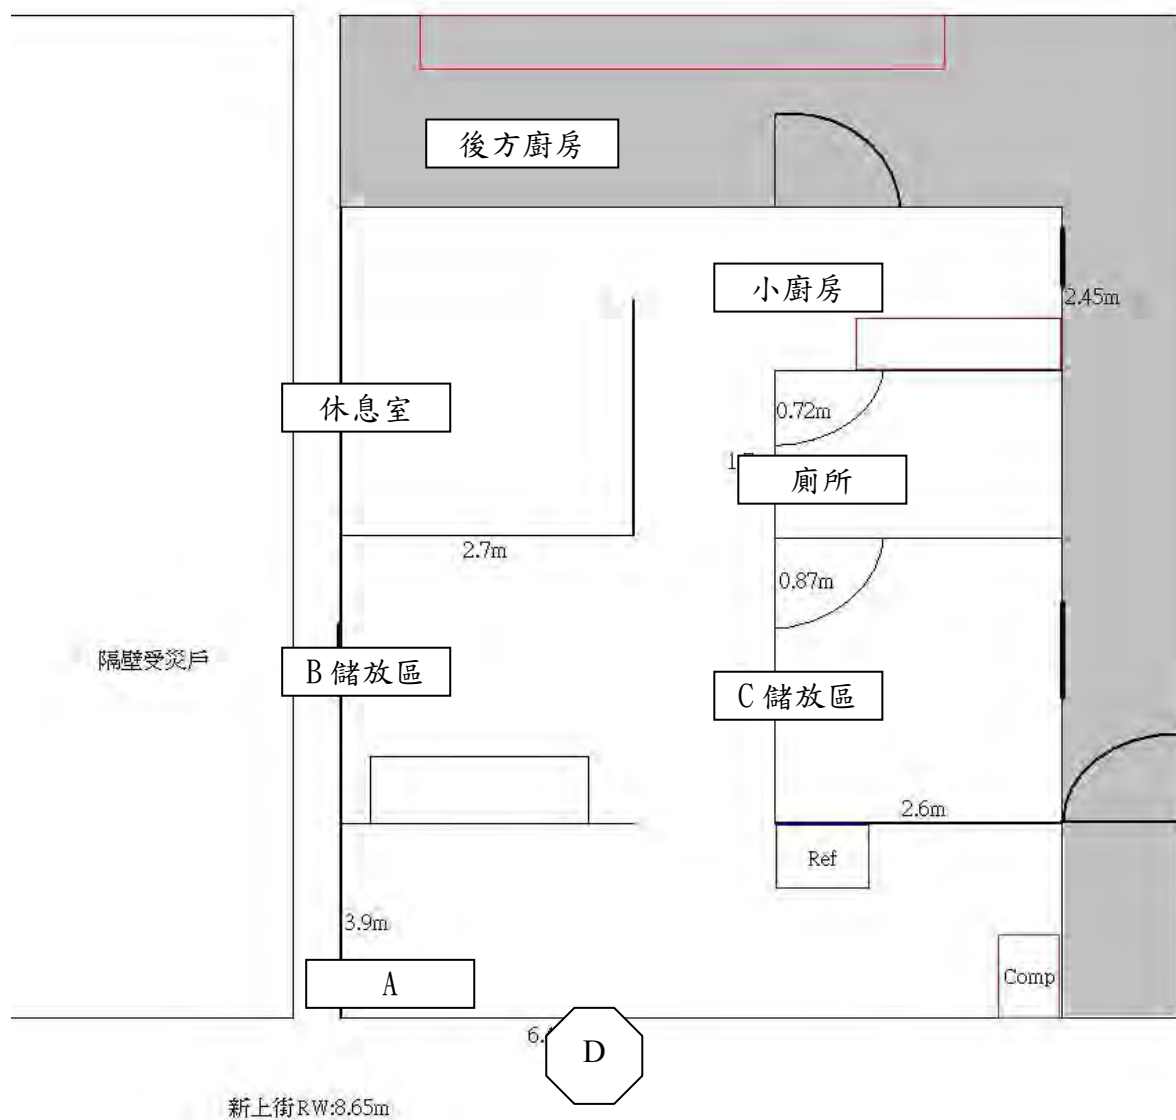 後方廚房
小廚房
2.45m
休息室
0.72m
廁所
2.7m
0.87m
隔壁受災戶
B儲放區
C儲放區
2.6m
Ref
3.9m
A
Comp
D
新上街RW:8.65m